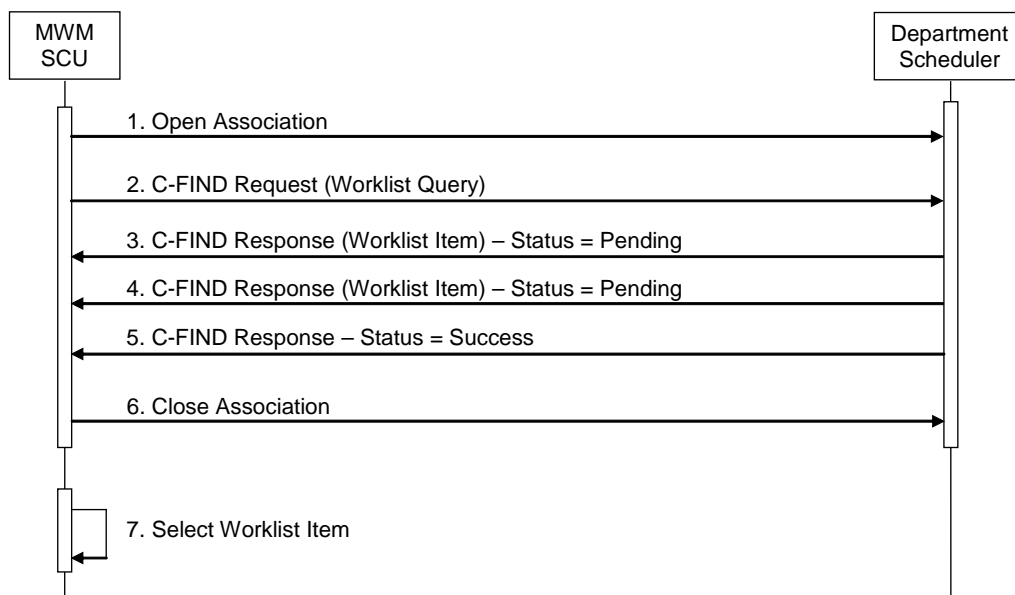 MWM
SCU
Department
Scheduler
1. Open Association
2. C-FIND Request (Worklist Query)
3. C-FIND Response (Worklist Item) – Status = Pending
4. C-FIND Response (Worklist Item) – Status = Pending
5. C-FIND Response – Status = Success
6. Close Association
7. Select Worklist Item